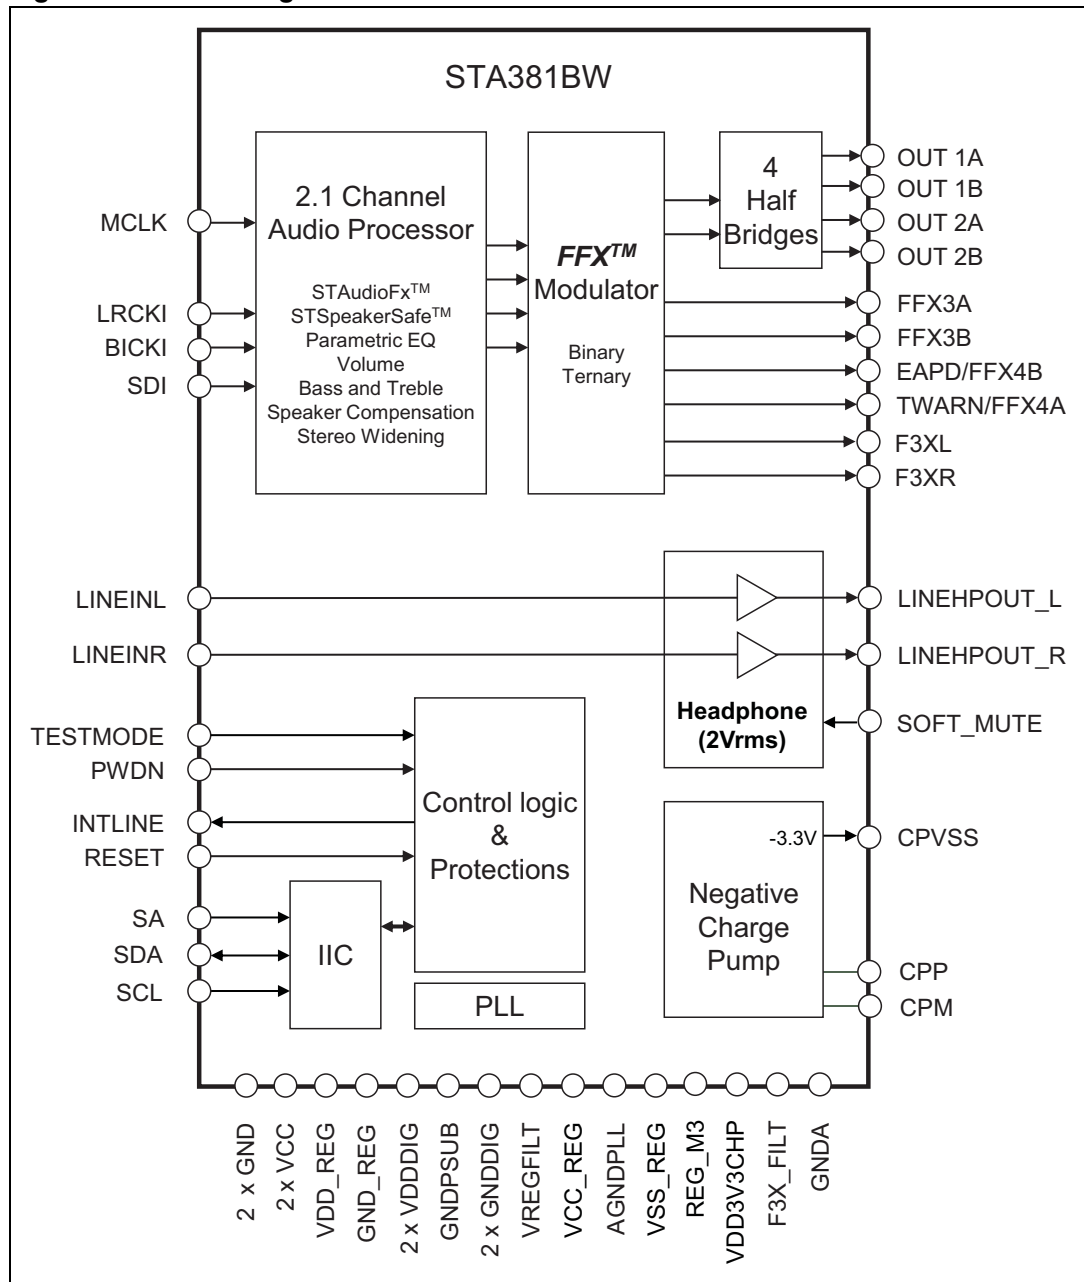 STA381BW
MCLK
LRCKI
BICKI
SDI
2.1 Channel
Audio Processor
STAudioFx™
STSpeakerSafe™
Parametric EQ
Volume
Bass and Treble
Speaker Compensation
Stereo Widening
FFX™
Modulator
Binary
Ternary
4
Half
Bridges
OUT 1A
OUT 1B
OUT 2A
OUT 2B
FFX3A
FFX3B
EAPD/FFX4B
TWARN/FFX4A
F3XL
F3XR
LINEINL
LINEINR
Headphone
(2Vrms)
LINEHPOUT_L
LINEHPOUT_R
SOFT_MUTE
TESTMODE
PWDN
INTLINE
RESET
SA
SDA
SCL
Control logic
&
Protections
IIC
PLL
-3.3V
Negative
Charge
Pump
CPVSS
CPP
CPM
2 x GND
2 x VCC
VDD_REG
GND_REG
2 x VDDDIG
GNDPSUB
2 x GNDDIG
VREGFILT
VCC_REG
AGNDPLL
VSS_REG
REG_M3
VDD3V3CHP
F3X_FILT
GNDA